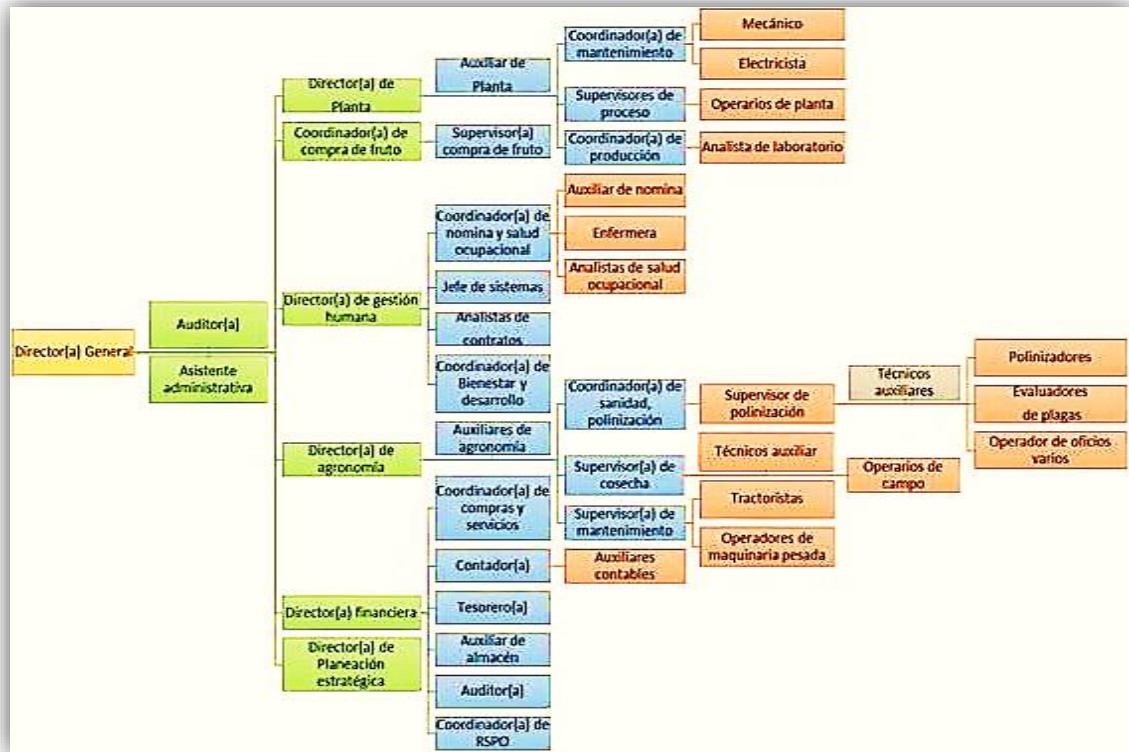 Director(a) General
Auditor(a)
Asistente
administrativa
Director(a) de
Planta
Auxiliar de
Planta
Coordinador(a) de
mantenimiento
Mecánico
Electricista
Supervisores de
proceso
Operarios de planta
Coordinador(a) de
producción
Analista de laboratorio
Coordinador(a) de
compra de fruto
Supervisor(a)
compra de fruto
Director(a) de gestión
humana
Coordinador(a) de
nomina y salud
ocupacional
Auxiliar de nomina
Enfermera
Analistas de salud
ocupacional
Jefe de sistemas
Analistas de
contratos
Coordinador(a) de
Bienestar y
desarrollo
Director(a) de
agronomía
Auxiliares de
agronomía
Coordinador(a) de
sanidad,
polinización
Supervisor de
polinización
Técnicos
auxiliares
Polinizadores
Evaluadores
de plagas
Operador de oficios
varios
Supervisor(a) de
cosecha
Técnicos auxiliar
Operarios de
campo
Supervisor(a) de
mantenimiento
Tractoristas
Operadores de
maquinaria pesada
Director(a) financiera
Coordinador(a) de
compras y
servicios
Contador(a)
Auxiliares
contables
Tesorero(a)
Auxiliar de
almacén
Auditor(a)
Coordinador(a) de
RSPO
Director(a) de
Planeación
estratégica